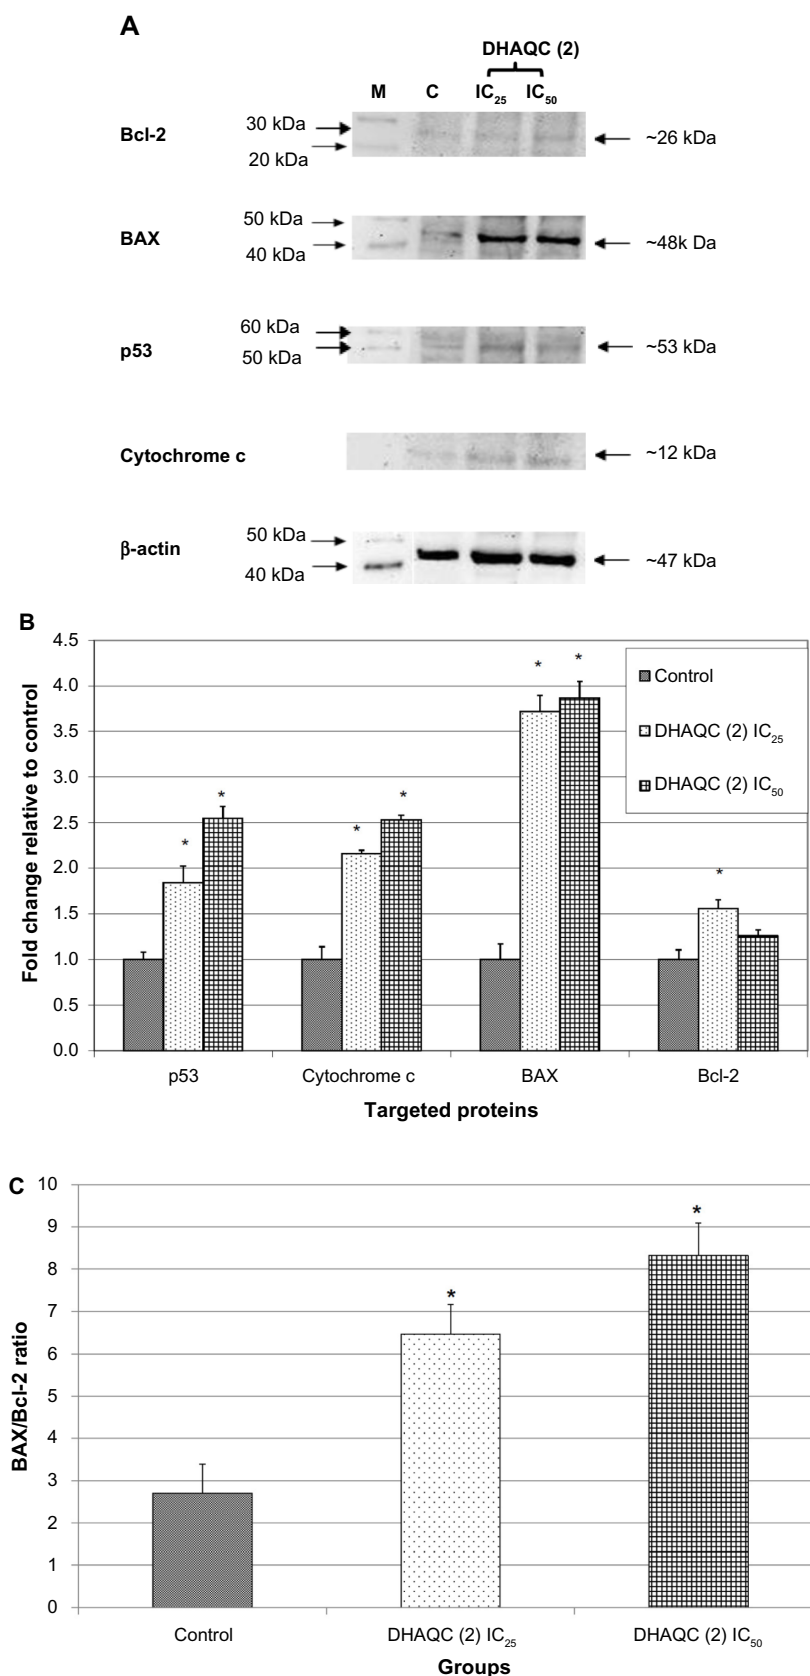 A
DHAQC (2)
M C IC25 IC50
Bcl-2
30 kDa
20 kDa
~26 kDa
BAX
50 kDa
40 kDa
~48k Da
p53
60 kDa
50 kDa
~53 kDa
Cytochrome c
~12 kDa
β-actin
50 kDa
40 kDa
~47 kDa
B
Fold change relative to control
4.5
4.0
3.5
3.0
2.5
2.0
1.5
1.0
0.5
0.0
* * * * * * *
Control
DHAQC (2) IC25
DHAQC (2) IC50
p53 Cytochrome c BAX Bcl-2
Targeted proteins
C
BAX/Bcl-2 ratio
10
9
8
7
6
5
4
3
2
1
0
* *
Control DHAQC (2) IC25 DHAQC (2) IC50
Groups